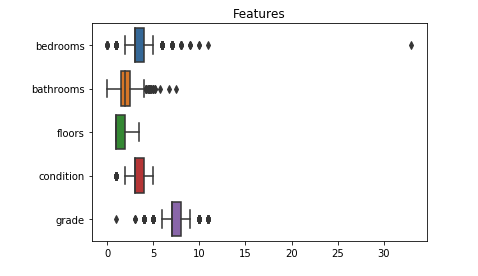 Features
bedrooms
bathrooms
floors
condition
grade
0 5 10 15 20 25 30